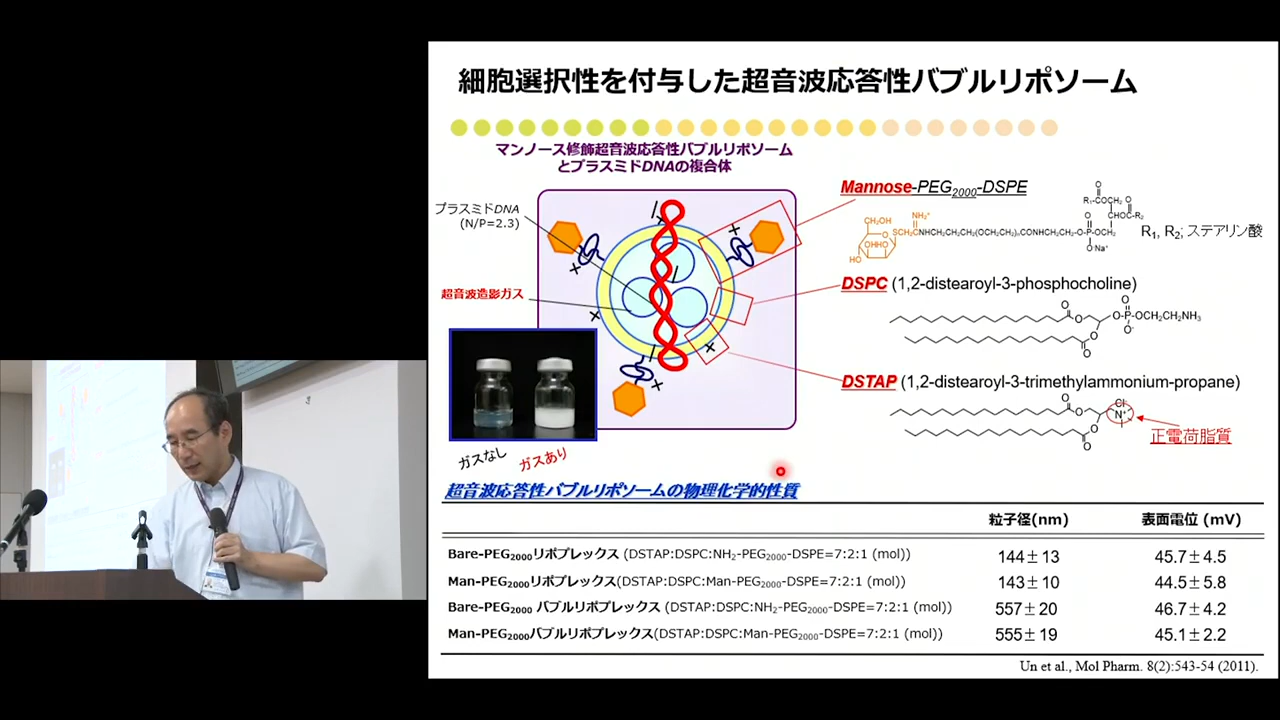 細胞選択性を付与した超音波応答性バブルリポソーム
マンノース修飾超音波応答性バブルリポソーム
とプラスミドDNAの複合体
プラスミドDNA
(N/P=2.3)
超音波造影ガス
ガスなし
ガスあり
Mannose-PEG2000-DSPE
R1, R2; ステアリン酸
DSPC (1,2-distearoyl-3-phosphocholine)
DSTAP (1,2-distearoyl-3-trimethylammonium-propane)
正電荷脂質
超音波応答性バブルリポソームの物理化学的性質
粒子径(nm) 表面電位 (mV)
Bare-PEG2000リポプレックス (DSTAP:DSPC:NH2-PEG2000-DSPE=7:2:1 (mol)) 144±13 45.7±4.5
Man-PEG2000リポプレックス(DSTAP:DSPC:Man-PEG2000-DSPE=7:2:1 (mol)) 143±10 44.5±5.8
Bare-PEG2000 バブルリポプレックス (DSTAP:DSPC:NH2-PEG2000-DSPE=7:2:1 (mol)) 557±20 46.7±4.2
Man-PEG2000バブルリポプレックス(DSTAP:DSPC:Man-PEG2000-DSPE=7:2:1 (mol)) 555±19 45.1±2.2
Un et al., Mol Pharm. 8(2):543-54 (2011).